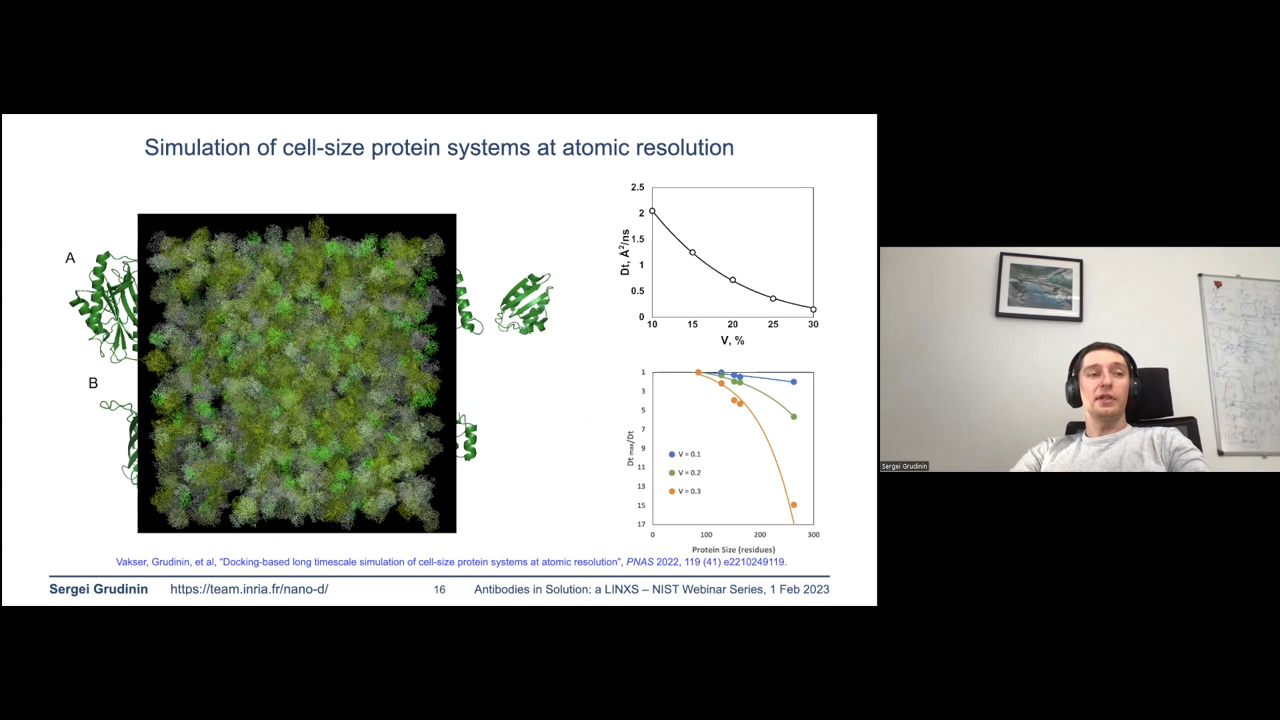 Simulation of cell-size protein systems at atomic resolution
A
B
2.5
2
1.5
1
0.5
0
Dt, Å²/ns
10 15 20 25 30
V, %
1
3
5
7
9
11
13
15
17
Dt max/Dt
V = 0.1
V = 0.2
V = 0.3
0 100 200 300
Protein Size (residues)
Vakser, Grudinin, et al, “Docking-based long timescale simulation of cell-size protein systems at atomic resolution”, PNAS 2022, 119 (41) e2210249119.
Sergei Grudinin https://team.inria.fr/nano-d/ 16 Antibodies in Solution: a LINXS – NIST Webinar Series, 1 Feb 2023
Sergei Grudinin